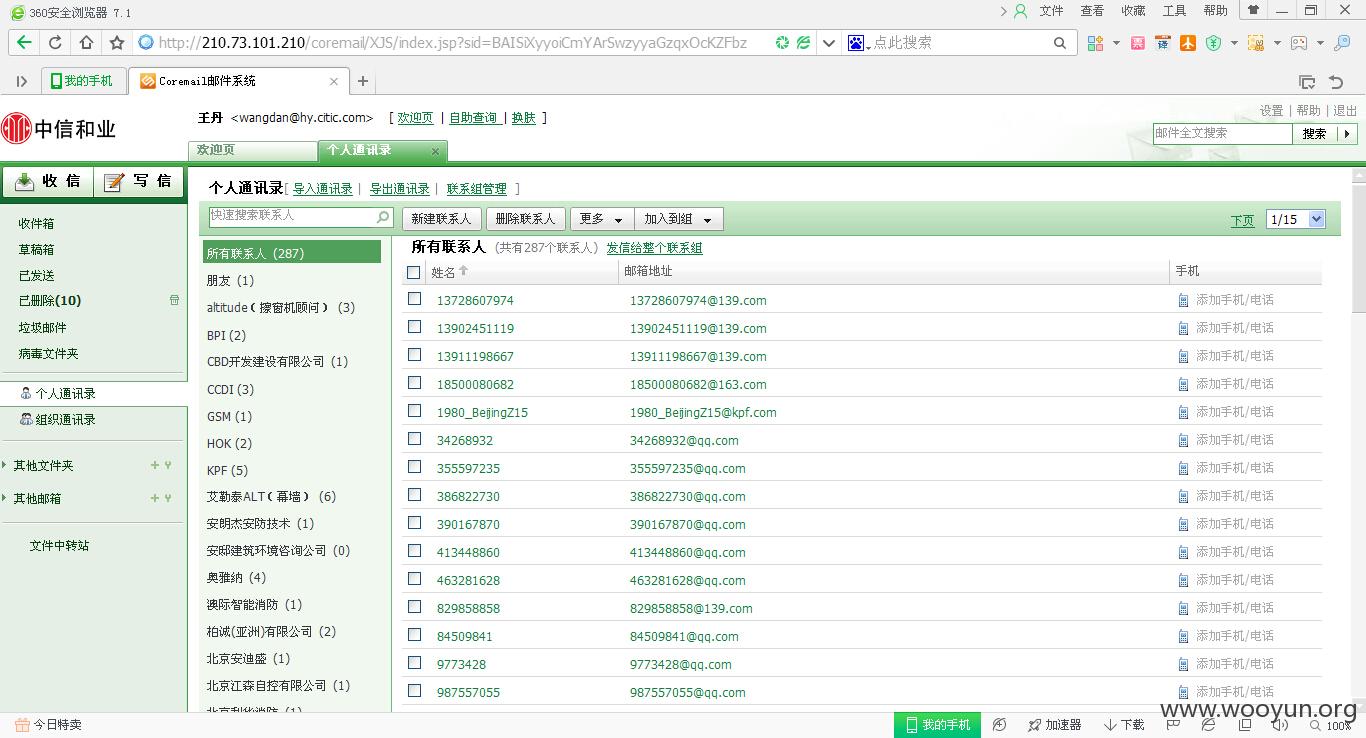 360安全浏览器 7.1 文件 查看 收藏 工具 帮助
http://210.73.101.210/coremail/XJS/index.jsp?sid=BAISiXyyoiCmYArSwzyyaGzqxOcKZFbz 点此搜索
我的手机 Coremail邮件系统
中信和业
王丹 <wangdan@hy.citic.com> [ 欢迎页 | 自助查询 | 换肤 ]
设置 | 帮助 | 退出
邮件全文搜索 搜索
欢迎页 个人通讯录
收 信 写 信
收件箱
草稿箱
已发送
已删除(10)
垃圾邮件
病毒文件夹
个人通讯录
组织通讯录
其他文件夹
其他邮箱
文件中转站
个人通讯录[ 导入通讯录 | 导出通讯录 | 联系组管理 ]
快速搜索联系人 新建联系人 删除联系人 更多 加入到组 下页 1/15
所有联系人 (287)
朋友 (1)
altitude ( 擦窗机顾问 ) (3)
BPI (2)
CBD开发建设有限公司 (1)
CCDI (3)
GSM (1)
HOK (2)
KPF (5)
艾勒泰ALT ( 幕墙 ) (6)
安朗杰安防技术 (1)
安邸建筑环境咨询公司 (0)
奥雅纳 (4)
澳际智能消防 (1)
柏诚(亚洲)有限公司 (2)
北京安迪盛 (1)
北京江森自控有限公司 (1)
北京利华消防 (1)
所有联系人 (共有287个联系人) 发信给整个联系组
姓名 邮箱地址 手机
13728607974 13728607974@139.com 添加手机/电话
13902451119 13902451119@139.com 添加手机/电话
13911198667 13911198667@139.com 添加手机/电话
18500080682 18500080682@163.com 添加手机/电话
1980_BeijingZ15 1980_BeijingZ15@kpf.com 添加手机/电话
34268932 34268932@qq.com 添加手机/电话
355597235 355597235@qq.com 添加手机/电话
386822730 386822730@qq.com 添加手机/电话
390167870 390167870@qq.com 添加手机/电话
413448860 413448860@qq.com 添加手机/电话
463281628 463281628@qq.com 添加手机/电话
829858858 829858858@139.com 添加手机/电话
84509841 84509841@qq.com 添加手机/电话
9773428 9773428@qq.com 添加手机/电话
987557055 987557055@qq.com 添加手机/电话
www.wooyun.org
今日特卖 我的手机 加速器 下载 100%